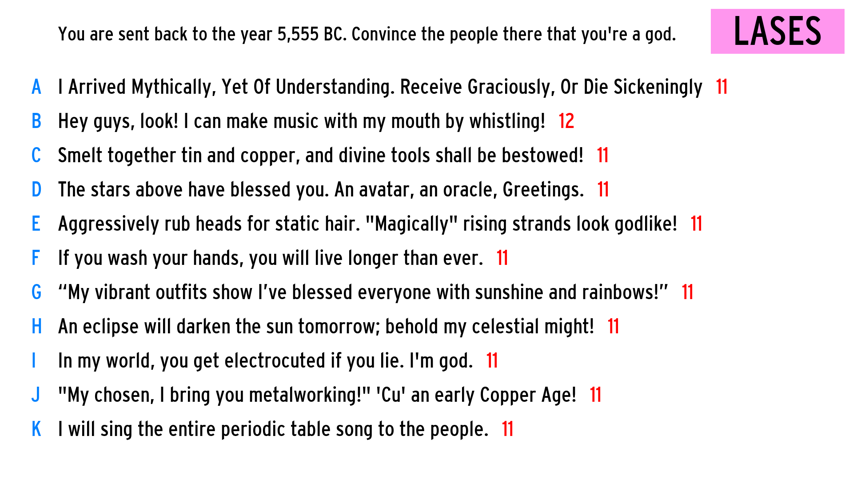 You are sent back to the year 5,555 BC. Convince the people there that you're a god.
LASES
A I Arrived Mythically, Yet Of Understanding. Receive Graciously, Or Die Sickeningly 11
B Hey guys, look! I can make music with my mouth by whistling! 12
C Smelt together tin and copper, and divine tools shall be bestowed! 11
D The stars above have blessed you. An avatar, an oracle, Greetings. 11
E Aggressively rub heads for static hair. "Magically" rising strands look godlike! 11
F If you wash your hands, you will live longer than ever. 11
G “My vibrant outfits show I’ve blessed everyone with sunshine and rainbows!” 11
H An eclipse will darken the sun tomorrow; behold my celestial might! 11
I In my world, you get electrocuted if you lie. I'm god. 11
J "My chosen, I bring you metalworking!" 'Cu' an early Copper Age! 11
K I will sing the entire periodic table song to the people. 11